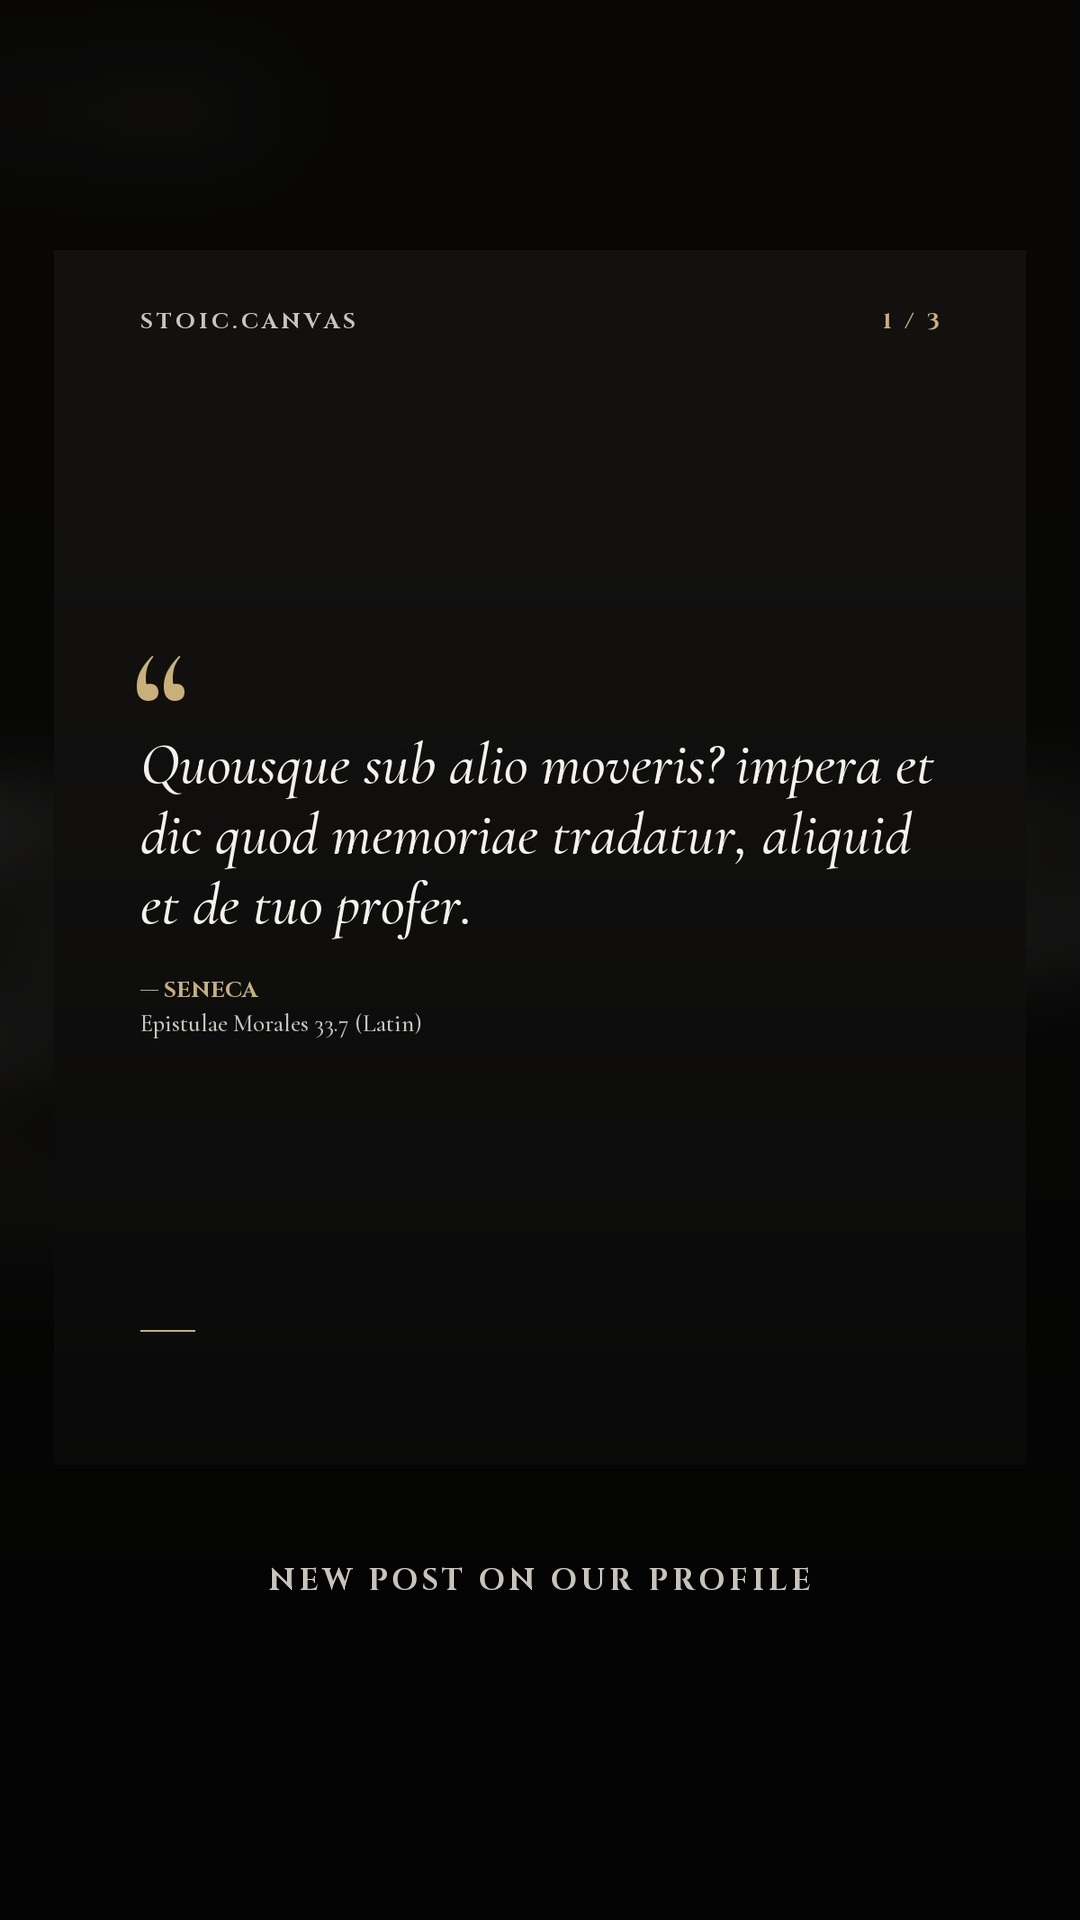 STOIC.CANVAS
1 / 3
“
Quousque sub alio moveris? impera et
dic quod memoriae tradatur, aliquid
et de tuo profer.
— SENECA
Epistulae Morales 33.7 (Latin)
NEW POST ON OUR PROFILE